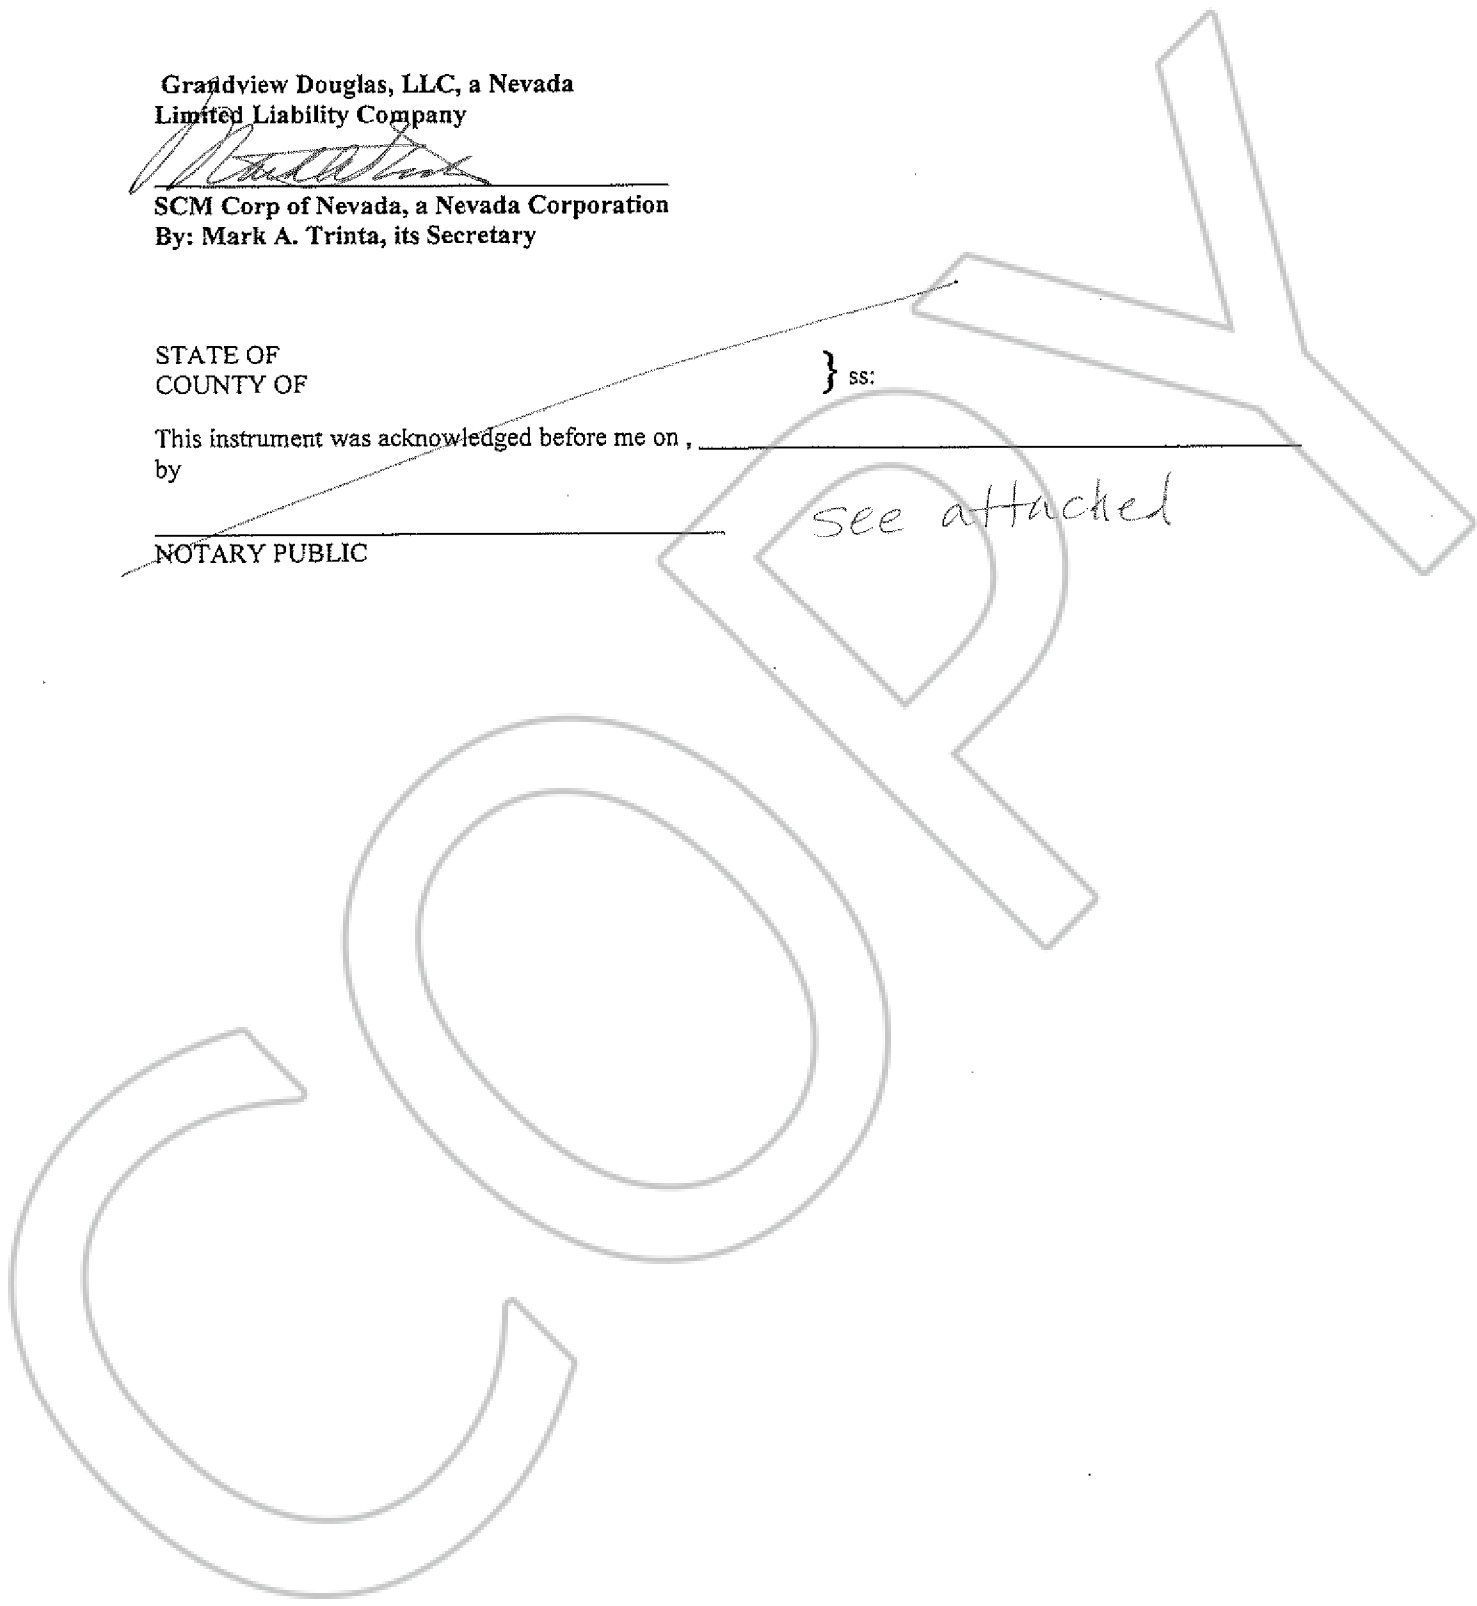 Grandview Douglas, LLC, a Nevada
Limited Liability Company
SCM Corp of Nevada, a Nevada Corporation
By: Mark A. Trinta, its Secretary
STATE OF
COUNTY OF
} ss:
This instrument was acknowledged before me on ,
by
see attached
NOTARY PUBLIC
COPY